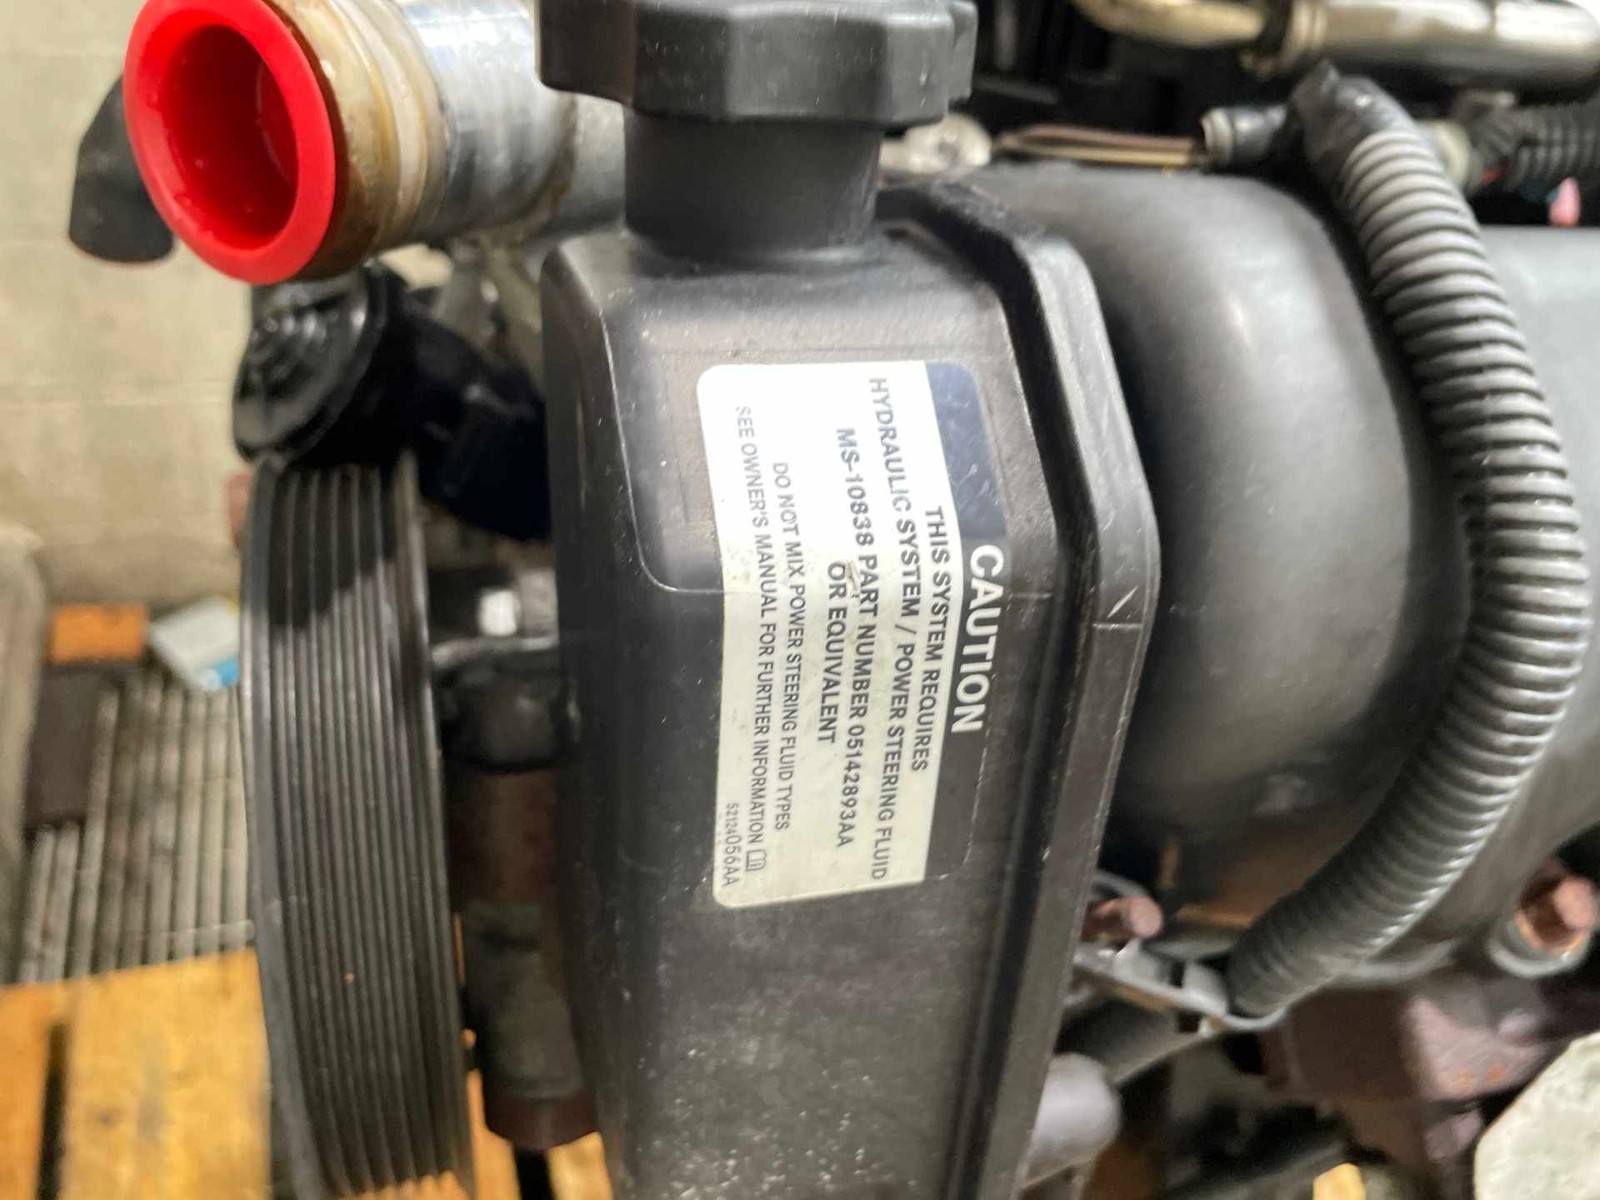 CAUTION
THIS SYSTEM REQUIRES
HYDRAULIC SYSTEM / POWER STEERING FLUID
MS-10838 PART NUMBER 05142893AA
OR EQUIVALENT
DO NOT MIX POWER STEERING FLUID TYPES
SEE OWNER'S MANUAL FOR FURTHER INFORMATION
52124056AA